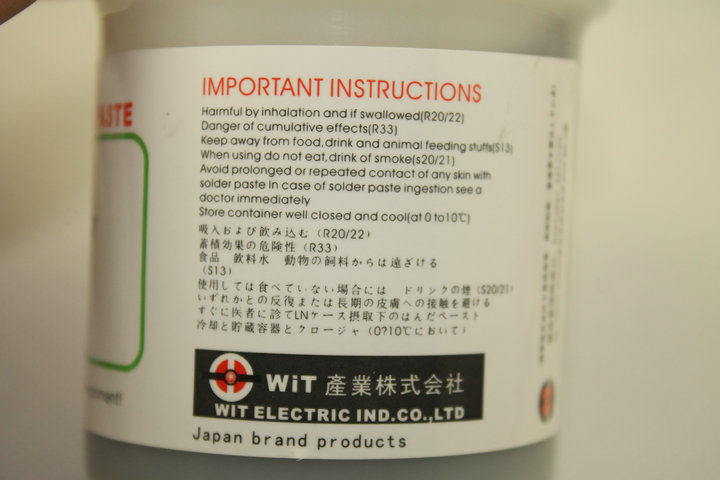 IMPORTANT INSTRUCTIONS
Harmful by inhalation and if swallowed(R20/22)
Danger of cumulative effects(R33)
Keep away from food,drink and animal feeding stuffs(S13)
When using do not eat,drink of smoke(s20/21)
Avoid prolonged or repeated contact of any skin with
solder paste In case of solder paste ingestion see a
doctor immediately
Store container well closed and cool(at 0 to10℃)
吸入および飲み込む（R20/22）
蓄積効果の危険性（R33）
食品 飲料水 動物の飼料からは遠ざける
（S13）
使用しては食べていない場合には ドリンクの煙（S20/21）
いずれかとの反復または長期の皮膚への接触を避ける
すぐに医者に診てLNケース摂取下のはんだペースト
冷却と貯蔵容器とクロージャ（0?10℃において）
WiT 產業株式会社
WIT ELECTRIC IND.CO.,LTD
Japan brand products
PASTE